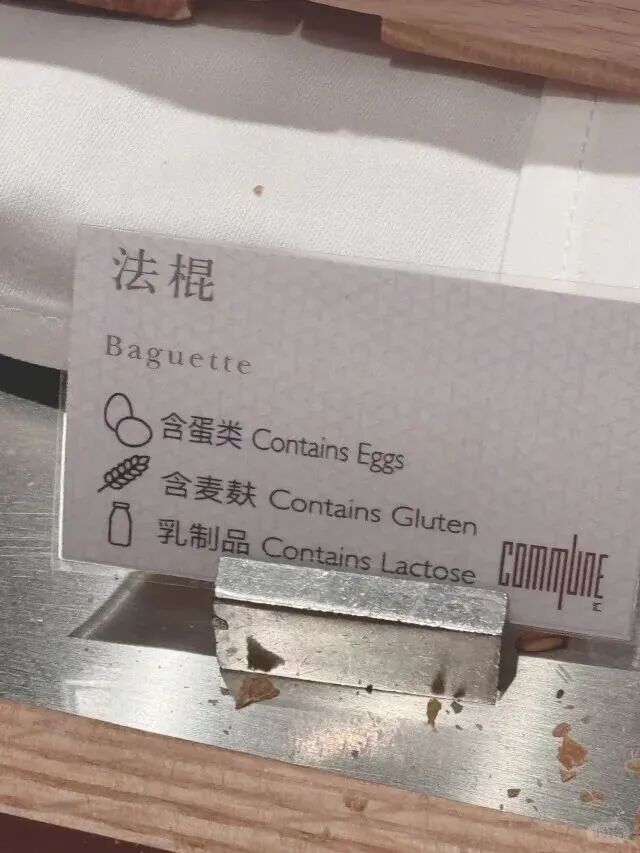 法棍
Baguette
含蛋类 Contains Eggs
含麦麸 Contains Gluten
乳制品 Contains Lactose
COMMUNE